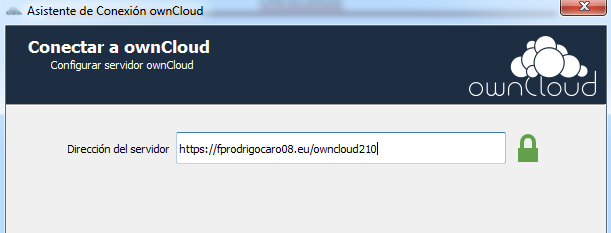 Asistente de Conexión ownCloud
Conectar a ownCloud
Configurar servidor ownCloud
ownCloud
Dirección del servidor
https://fprodrigocaro08.eu/owncloud210